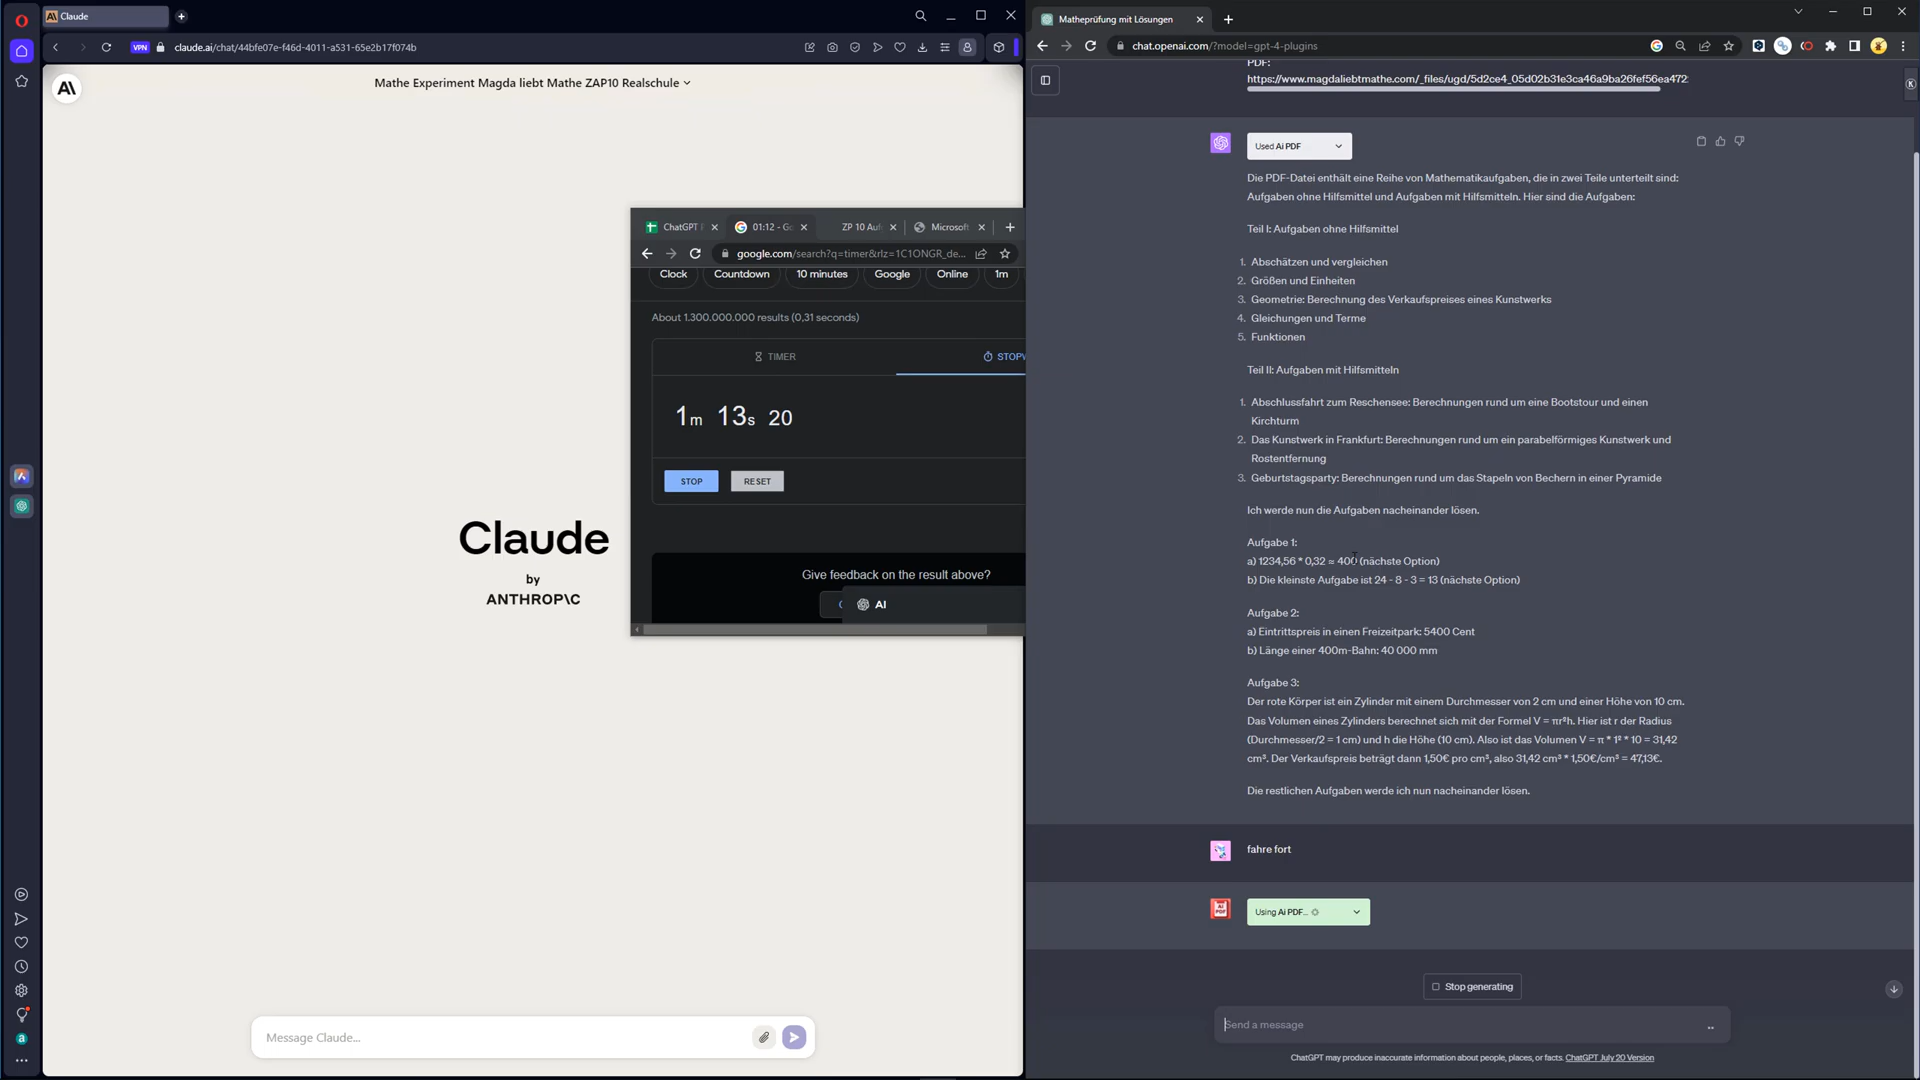 Claude
VPN
claude.ai/chat/44bfe07e-f46d-4011-a531-65e2b17f074b
Mathe Experiment Magda liebt Mathe ZAP10 Realschule
Claude
by
ANTHROP\C
Message Claude...
ChatGPT
01:12 - Go
ZP 10 Auf
Microsoft
google.com/search?q=timer&rlz=1C1ONGR_de...
Clock
Countdown
10 minutes
Google
Online
1m
About 1.300.000.000 results (0,31 seconds)
TIMER
STOPW
1m 13s 20
STOP
RESET
Give feedback on the result above?
AI
Matheprüfung mit Lösungen
chat.openai.com/?model=gpt-4-plugins
PDF:
https://www.magdaliebtmathe.com/_files/ugd/5d2ce4_05d02b31e3ca46a9ba26fef56ea472
Used Ai PDF
Die PDF-Datei enthält eine Reihe von Mathematikaufgaben, die in zwei Teile unterteilt sind:
Aufgaben ohne Hilfsmittel und Aufgaben mit Hilfsmitteln. Hier sind die Aufgaben:
Teil I: Aufgaben ohne Hilfsmittel
1. Abschätzen und vergleichen
2. Größen und Einheiten
3. Geometrie: Berechnung des Verkaufspreises eines Kunstwerks
4. Gleichungen und Terme
5. Funktionen
Teil II: Aufgaben mit Hilfsmitteln
1. Abschlussfahrt zum Reschensee: Berechnungen rund um eine Bootstour und einen
Kirchturm
2. Das Kunstwerk in Frankfurt: Berechnungen rund um ein parabelförmiges Kunstwerk und
Rostentfernung
3. Geburtstagsparty: Berechnungen rund um das Stapeln von Bechern in einer Pyramide
Ich werde nun die Aufgaben nacheinander lösen.
Aufgabe 1:
a) 1234,56 * 0,32 ≈ 400 (nächste Option)
b) Die kleinste Aufgabe ist 24 - 8 - 3 = 13 (nächste Option)
Aufgabe 2:
a) Eintrittspreis in einen Freizeitpark: 5400 Cent
b) Länge einer 400m-Bahn: 40 000 mm
Aufgabe 3:
Der rote Körper ist ein Zylinder mit einem Durchmesser von 2 cm und einer Höhe von 10 cm.
Das Volumen eines Zylinders berechnet sich mit der Formel V = πr²h. Hier ist r der Radius
(Durchmesser/2 = 1 cm) und h die Höhe (10 cm). Also ist das Volumen V = π * 1² * 10 = 31,42
cm³. Der Verkaufspreis beträgt dann 1,50€ pro cm³, also 31,42 cm³ * 1,50€/cm³ = 47,13€.
Die restlichen Aufgaben werde ich nun nacheinander lösen.
fahre fort
Using Ai PDF...
Stop generating
Send a message
ChatGPT may produce inaccurate information about people, places, or facts. ChatGPT July 20 Version